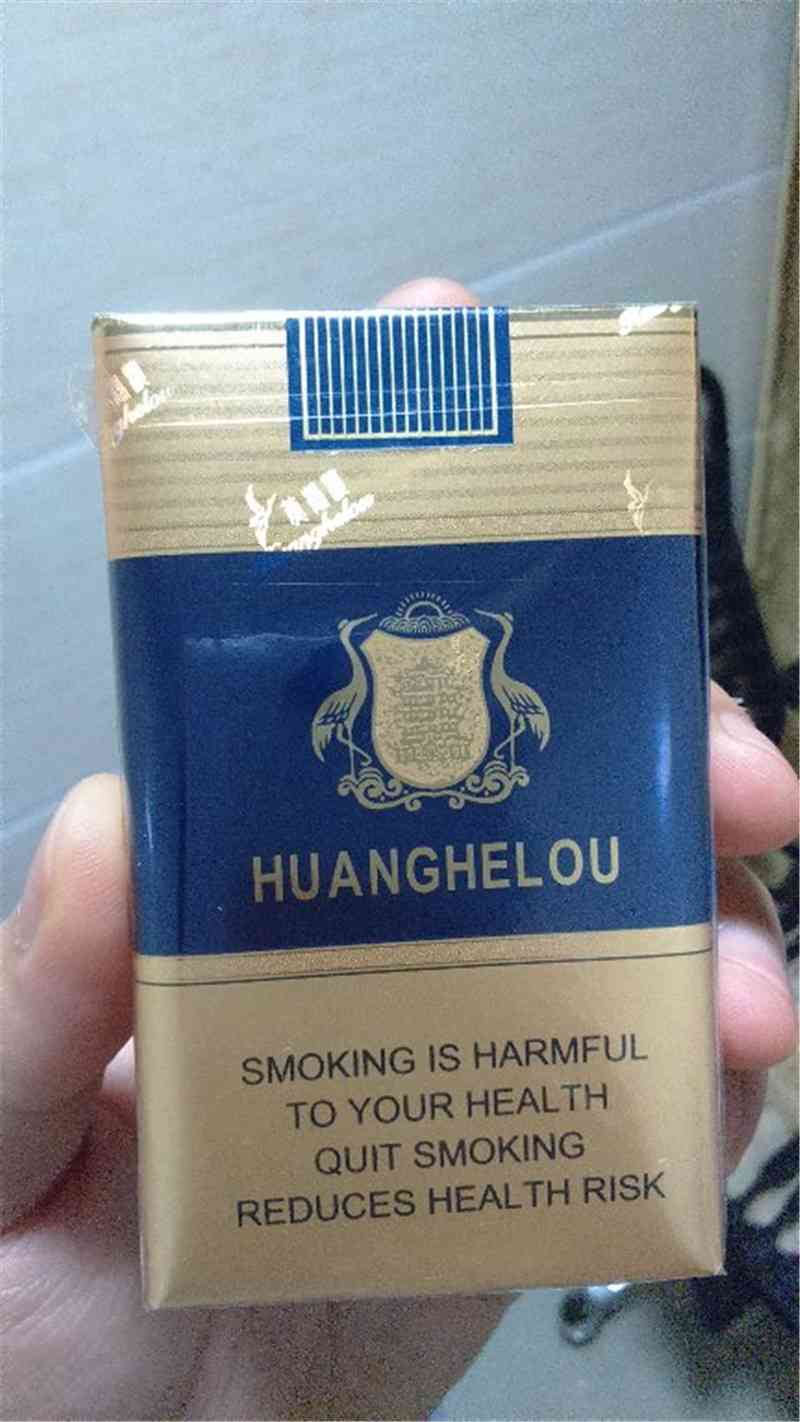 HUANGHELOU
SMOKING IS HARMFUL
TO YOUR HEALTH
QUIT SMOKING
REDUCES HEALTH RISK